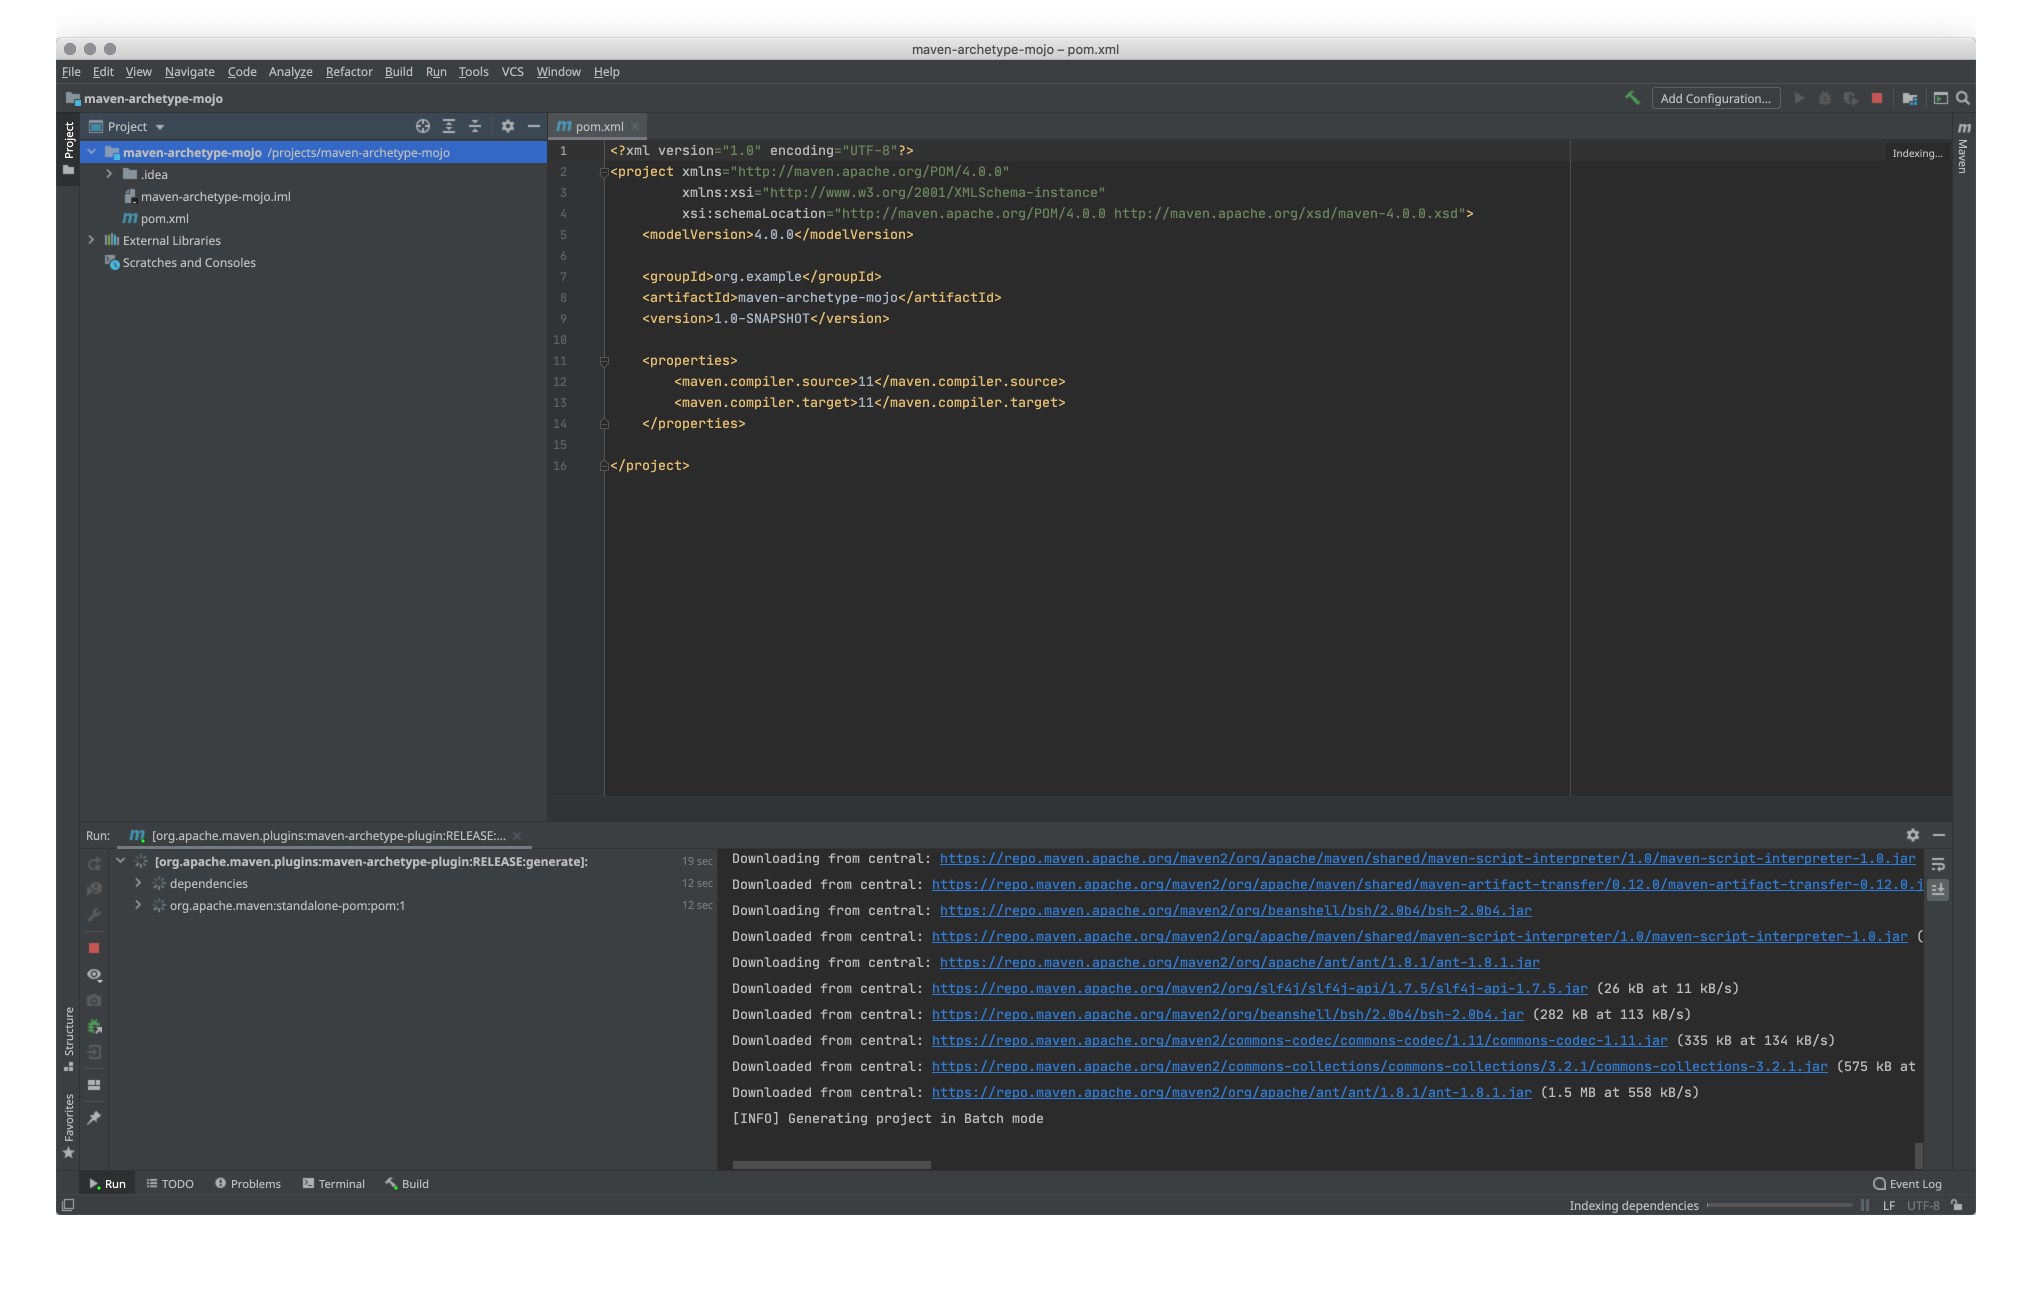 maven-archetype-mojo – pom.xml
File Edit View Navigate Code Analyze Refactor Build Run Tools VCS Window Help
maven-archetype-mojo
Add Configuration...
Project
Project
pom.xml
maven-archetype-mojo /projects/maven-archetype-mojo
.idea
maven-archetype-mojo.iml
pom.xml
External Libraries
Scratches and Consoles
1 <?xml version="1.0" encoding="UTF-8"?>
2 <project xmlns="http://maven.apache.org/POM/4.0.0"
3 xmlns:xsi="http://www.w3.org/2001/XMLSchema-instance"
4 xsi:schemaLocation="http://maven.apache.org/POM/4.0.0 http://maven.apache.org/xsd/maven-4.0.0.xsd">
5 <modelVersion>4.0.0</modelVersion>
6
7 <groupId>org.example</groupId>
8 <artifactId>maven-archetype-mojo</artifactId>
9 <version>1.0-SNAPSHOT</version>
10
11 <properties>
12 <maven.compiler.source>11</maven.compiler.source>
13 <maven.compiler.target>11</maven.compiler.target>
14 </properties>
15
16 </project>
Indexing...
Maven
Run: [org.apache.maven.plugins:maven-archetype-plugin:RELEASE:...
[org.apache.maven.plugins:maven-archetype-plugin:RELEASE:generate]: 19 sec
dependencies 12 sec
org.apache.maven:standalone-pom:pom:1 12 sec
Downloading from central: https://repo.maven.apache.org/maven2/org/apache/maven/shared/maven-script-interpreter/1.0/maven-script-interpreter-1.0.jar
Downloaded from central: https://repo.maven.apache.org/maven2/org/apache/maven/shared/maven-artifact-transfer/0.12.0/maven-artifact-transfer-0.12.0.j
Downloading from central: https://repo.maven.apache.org/maven2/org/beanshell/bsh/2.0b4/bsh-2.0b4.jar
Downloaded from central: https://repo.maven.apache.org/maven2/org/apache/maven/shared/maven-script-interpreter/1.0/maven-script-interpreter-1.0.jar (
Downloading from central: https://repo.maven.apache.org/maven2/org/apache/ant/ant/1.8.1/ant-1.8.1.jar
Downloaded from central: https://repo.maven.apache.org/maven2/org/slf4j/slf4j-api/1.7.5/slf4j-api-1.7.5.jar (26 kB at 11 kB/s)
Downloaded from central: https://repo.maven.apache.org/maven2/org/beanshell/bsh/2.0b4/bsh-2.0b4.jar (282 kB at 113 kB/s)
Downloaded from central: https://repo.maven.apache.org/maven2/commons-codec/commons-codec/1.11/commons-codec-1.11.jar (335 kB at 134 kB/s)
Downloaded from central: https://repo.maven.apache.org/maven2/commons-collections/commons-collections/3.2.1/commons-collections-3.2.1.jar (575 kB at
Downloaded from central: https://repo.maven.apache.org/maven2/org/apache/ant/ant/1.8.1/ant-1.8.1.jar (1.5 MB at 558 kB/s)
[INFO] Generating project in Batch mode
Structure
Favorites
Run TODO Problems Terminal Build Event Log
Indexing dependencies LF UTF-8